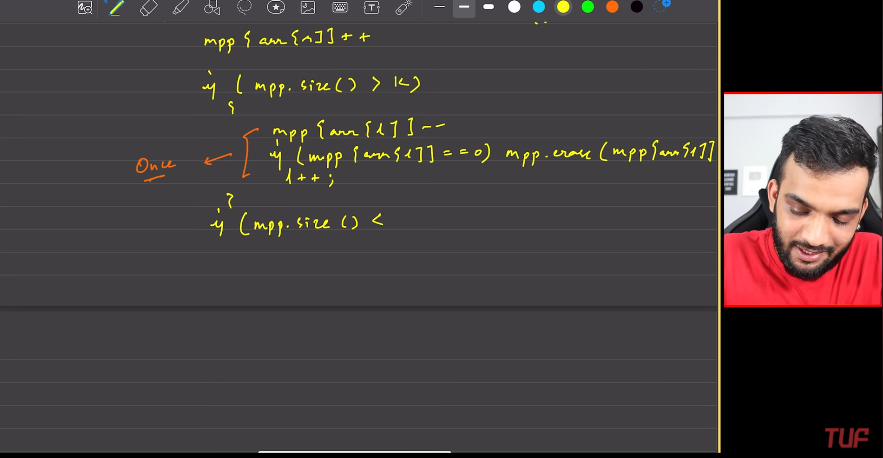 mpp[arr[r]]++
if (mpp.size() > K)
{
mpp[arr[l]]--
if (mpp[arr[l]]==0) mpp.erase(mpp[arr[l]]
l++;
Once
}
if (mpp.size() <
TUF